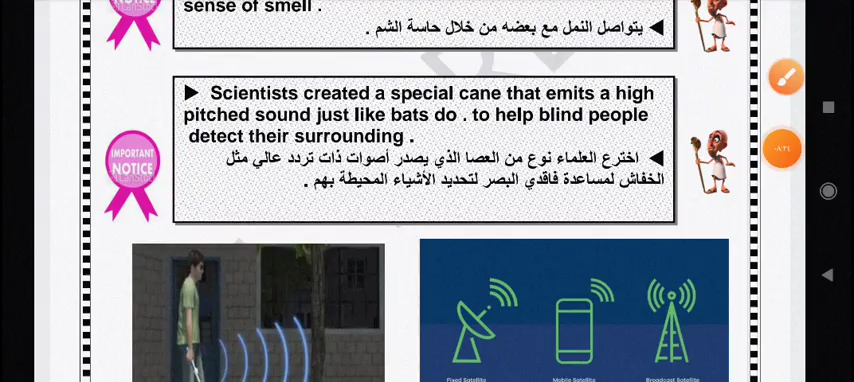 NOTICE
sense of smell .
يتواصل النمل مع بعضه من خلال حاسة الشم .
Scientists created a special cane that emits a high
pitched sound just like bats do . to help blind people
detect their surrounding .
اخترع العلماء نوع من العصا الذي يصدر أصوات ذات تردد عالي مثل
الخفاش لمساعدة فاقدي البصر لتحديد الأشياء المحيطة بهم .
IMPORTANT
NOTICE
Fixed Satellite
Mobile Satellite
Broadcast Satellite